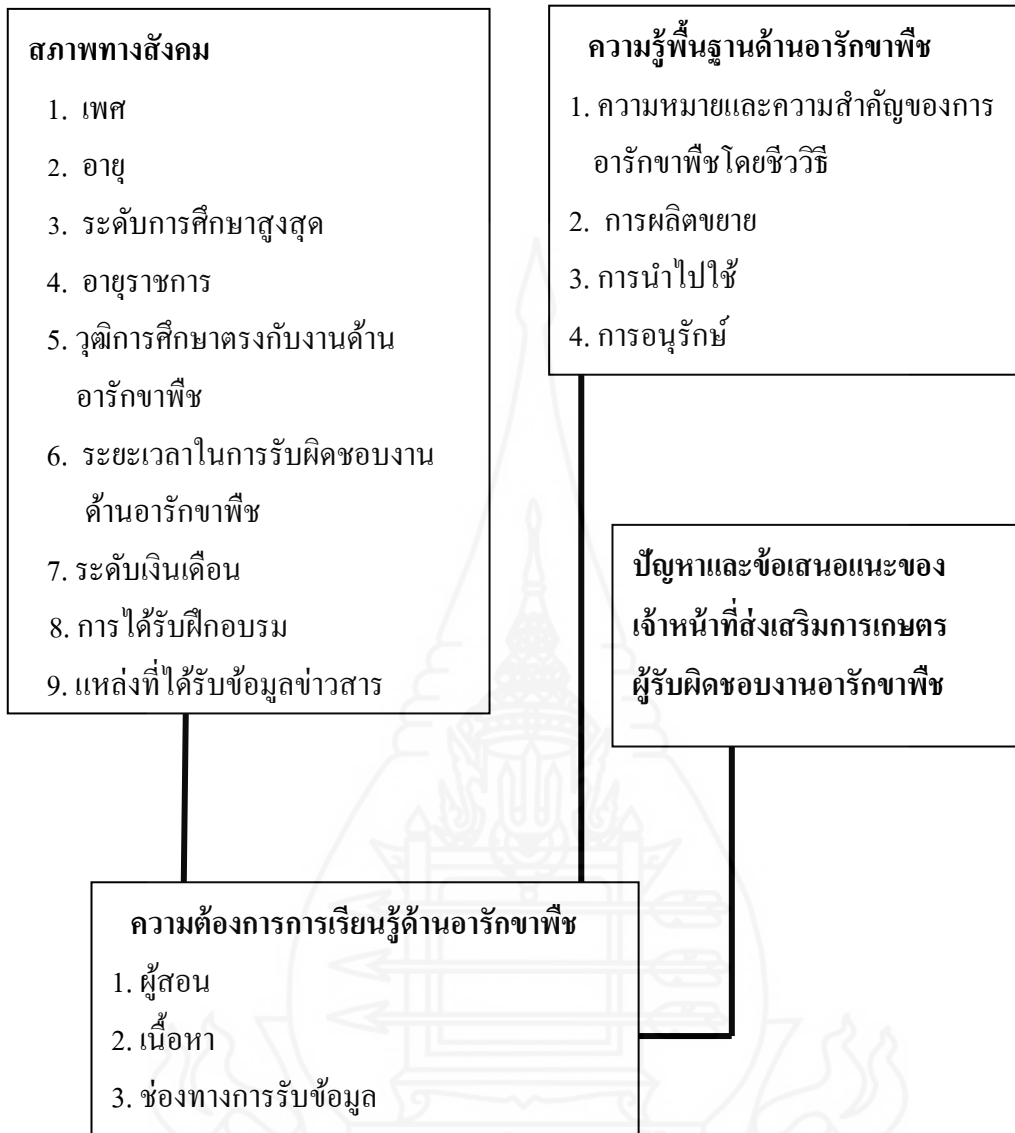 สภาพทางสังคม
1. เพศ
2. อายุ
3. ระดับการศึกษาสูงสุด
4. อายุราชการ
5. วุฒิการศึกษาตรงกับงานด้าน
อารักขาพืช
6. ระยะเวลาในการรับผิดชอบงาน
ด้านอารักขาพืช
7. ระดับเงินเดือน
8. การได้รับฝึกอบรม
9. แหล่งที่ได้รับข้อมูลข่าวสาร
ความรู้พื้นฐานด้านอารักขาพืช
1. ความหมายและความสำคัญของการ
อารักขาพืชโดยชีววิธี
2. การผลิตขยาย
3. การนำไปใช้
4. การอนุรักษ์
ปัญหาและข้อเสนอแนะของ
เจ้าหน้าที่ส่งเสริมการเกษตร
ผู้รับผิดชอบงานอารักขาพืช
ความต้องการการเรียนรู้ด้านอารักขาพืช
1. ผู้สอน
2. เนื้อหา
3. ช่องทางการรับข้อมูล